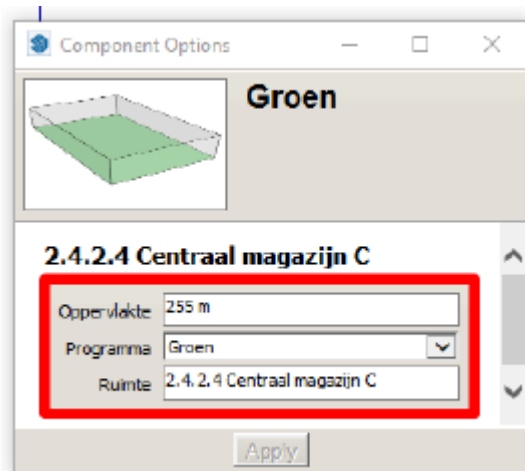 Component Options
Groen
2.4.2.4 Centraal magazijn C
Oppervlakte 255 m
Programma Groen
Ruimte 2.4.2.4 Centraal magazijn C
Apply